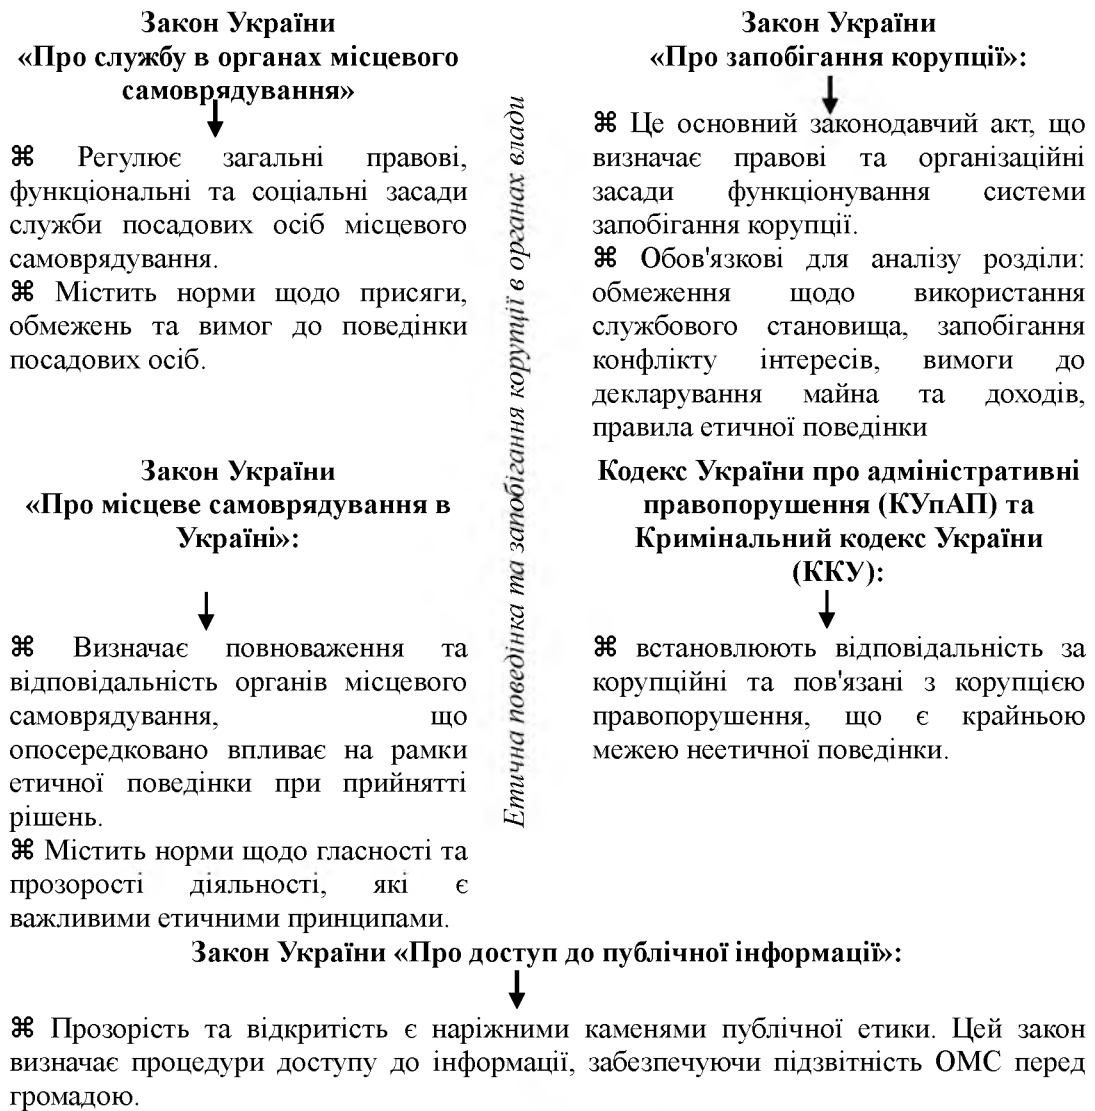 Закон України
«Про службу в органах місцевого
самоврядування»
⌘ Регулює загальні правові,
функціональні та соціальні засади
служби посадових осіб місцевого
самоврядування.
⌘ Містить норми щодо присяги,
обмежень та вимог до поведінки
посадових осіб.
Закон України
«Про місцеве самоврядування в
Україні»:
⌘ Визначає повноваження та
відповідальність органів місцевого
самоврядування, що
опосередковано впливає на рамки
етичної поведінки при прийнятті
рішень.
⌘ Містить норми щодо гласності та
прозорості діяльності, які є
важливими етичними принципами.
Етична поведінка та запобігання корупції в органах влади
Закон України
«Про запобігання корупції»:
⌘ Це основний законодавчий акт, що
визначає правові та організаційні
засади функціонування системи
запобігання корупції.
⌘ Обов'язкові для аналізу розділи:
обмеження щодо використання
службового становища, запобігання
конфлікту інтересів, вимоги до
декларування майна та доходів,
правила етичної поведінки
Кодекс України про адміністративні
правопорушення (КУпАП) та
Кримінальний кодекс України
(ККУ):
⌘ встановлюють відповідальність за
корупційні та пов'язані з корупцією
правопорушення, що є крайньою
межею неетичної поведінки.
Закон України «Про доступ до публічної інформації»:
⌘ Прозорість та відкритість є наріжними каменями публічної етики. Цей закон
визначає процедури доступу до інформації, забезпечуючи підзвітність ОМС перед
громадою.